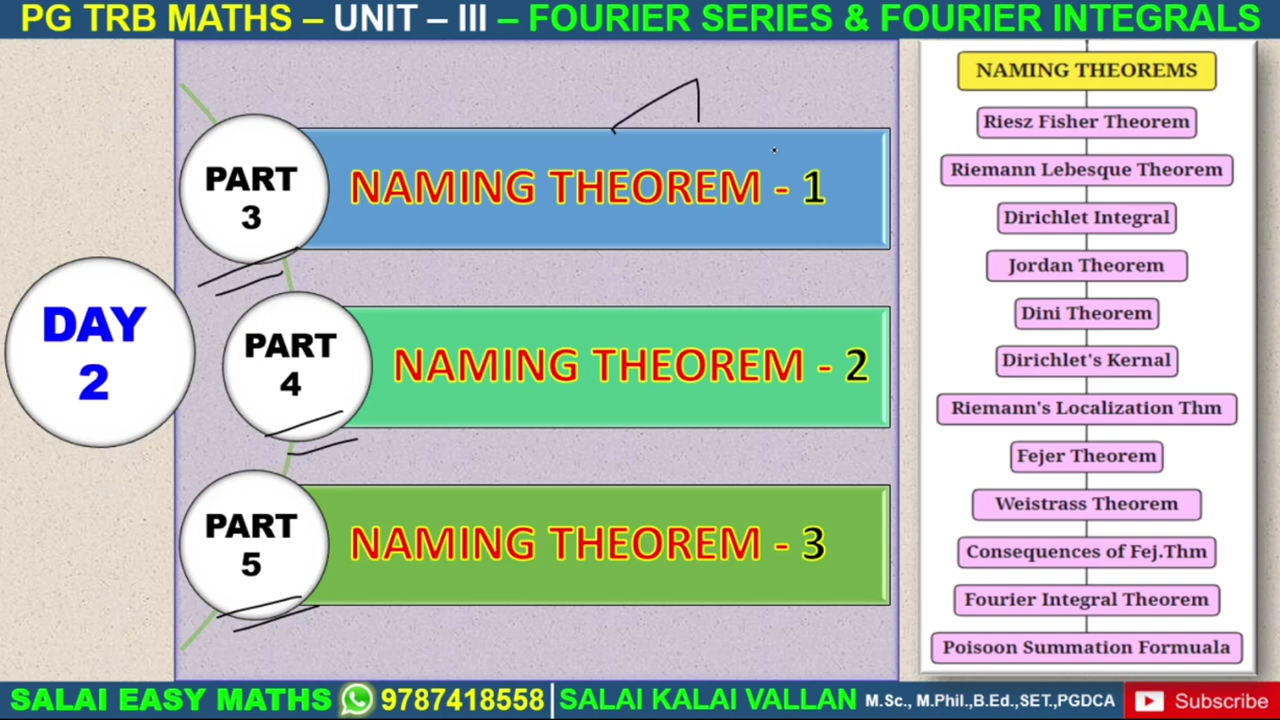 PG TRB MATHS – UNIT – III – FOURIER SERIES & FOURIER INTEGRALS
DAY
2
PART
3
NAMING THEOREM - 1
PART
4
NAMING THEOREM - 2
PART
5
NAMING THEOREM - 3
NAMING THEOREMS
Riesz Fisher Theorem
Riemann Lebesque Theorem
Dirichlet Integral
Jordan Theorem
Dini Theorem
Dirichlet's Kernal
Riemann's Localization Thm
Fejer Theorem
Weistrass Theorem
Consequences of Fej.Thm
Fourier Integral Theorem
Poisoon Summation Formuala
SALAI EASY MATHS 9787418558 SALAI KALAI VALLAN M.Sc., M.Phil.,B.Ed.,SET.,PGDCA Subscribe